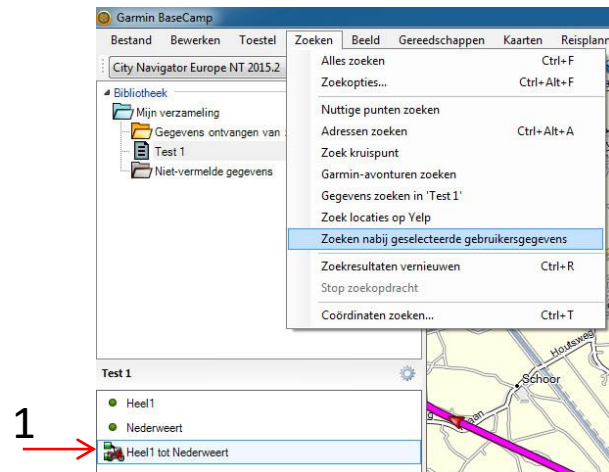 Garmin BaseCamp
Bestand Bewerken Toestel Zoeken Beeld Gereedschappen Kaarten Reisplann
City Navigator Europe NT 2015.2
Bibliotheek
Mijn verzameling
Gegevens ontvangen van
Test 1
Niet-vermelde gegevens
Alles zoeken Ctrl+F
Zoekopties... Ctrl+Alt+F
Nuttige punten zoeken
Adressen zoeken Ctrl+Alt+A
Zoek kruispunt
Garmin-avonturen zoeken
Gegevens zoeken in 'Test 1'
Zoek locaties op Yelp
Zoeken nabij geselecteerde gebruikersgegevens
Zoekresultaten vernieuwen Ctrl+R
Stop zoekopdracht
Coördinaten zoeken... Ctrl+T
Houtsweg
Schoor
aan
Test 1
Heel1
Nederweert
1
Heel1 tot Nederweert